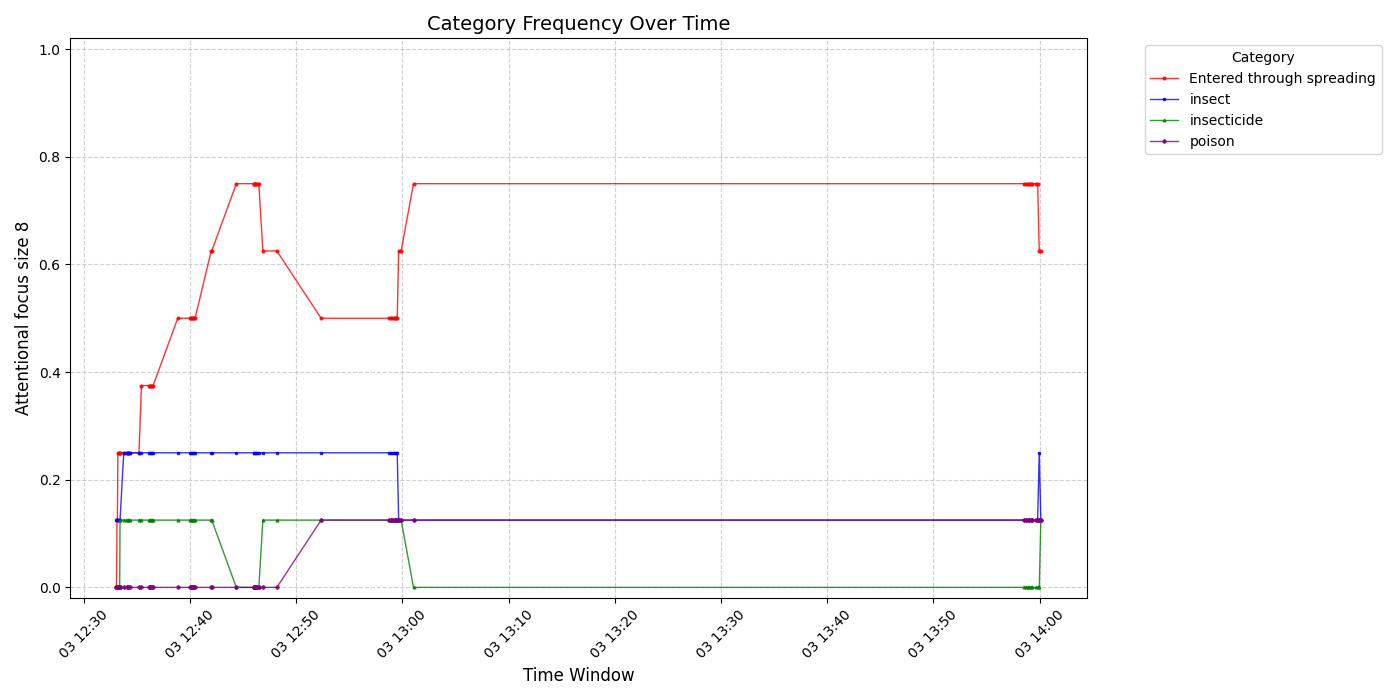 Category Frequency Over Time
Category
Entered through spreading
insect
insecticide
poison
Attentional focus size 8
1.0
0.8
0.6
0.4
0.2
0.0
03 12:30
03 12:40
03 12:50
03 13:00
03 13:10
03 13:20
03 13:30
03 13:40
03 13:50
03 14:00
Time Window